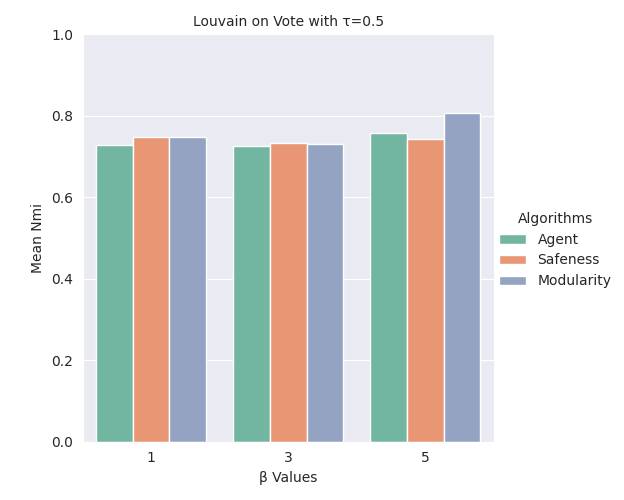 Louvain on Vote with τ=0.5
1.0
0.8
0.6
0.4
0.2
0.0
Mean Nmi
1 3 5
β Values
Algorithms
Agent
Safeness
Modularity